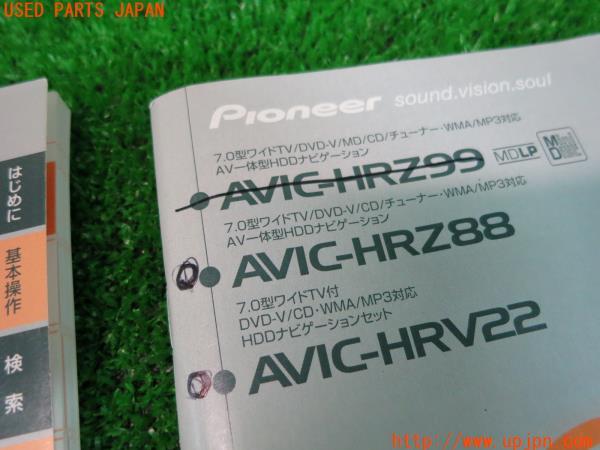 USED PARTS JAPAN
Pioneer sound.vision.soul
7.0型ワイドTV/DVD-V/MD/CD/チューナー・WMA/MP3対応
AV一体型HDDナビゲーション
AVIC-HRZ99 MDLP
7.0型ワイドTV/DVD-V/CD/チューナー・WMA/MP3対応
AV一体型HDDナビゲーション
AVIC-HRZ88
7.0型ワイドTV付
DVD-V/CD・WMA/MP3対応
HDDナビゲーションセット
AVIC-HRV22
はじめに
基本操作
検索
http://www.upjpn.com/